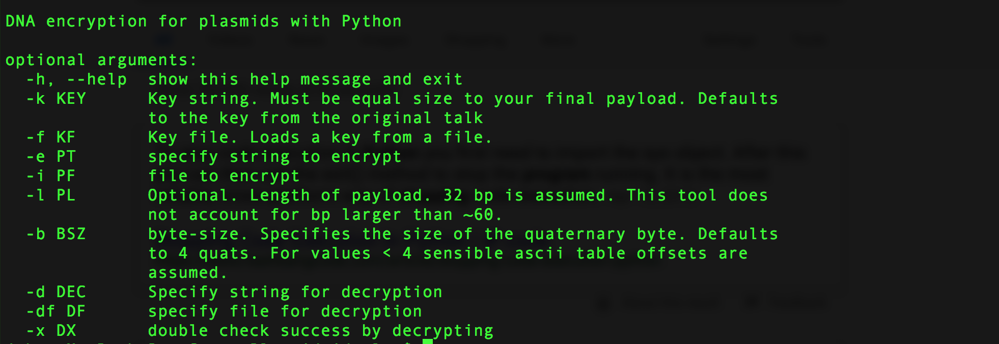 DNA encryption for plasmids with Python
optional arguments:
-h, --help show this help message and exit
-k KEY Key string. Must be equal size to your final payload. Defaults
to the key from the original talk
-f KF Key file. Loads a key from a file.
-e PT specify string to encrypt
-i PF file to encrypt
-l PL Optional. Length of payload. 32 bp is assumed. This tool does
not account for bp larger than ~60.
-b BSZ byte-size. Specifies the size of the quaternary byte. Defaults
to 4 quats. For values < 4 sensible ascii table offsets are
assumed.
-d DEC Specify string for decryption
-df DF specify file for decryption
-x DX double check success by decrypting